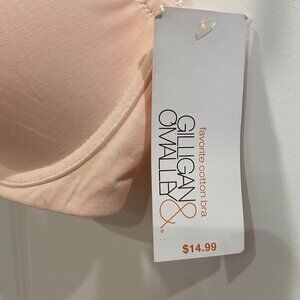 favorite cotton bra
GILLIGAN &
O'MALLEY®
$14.99